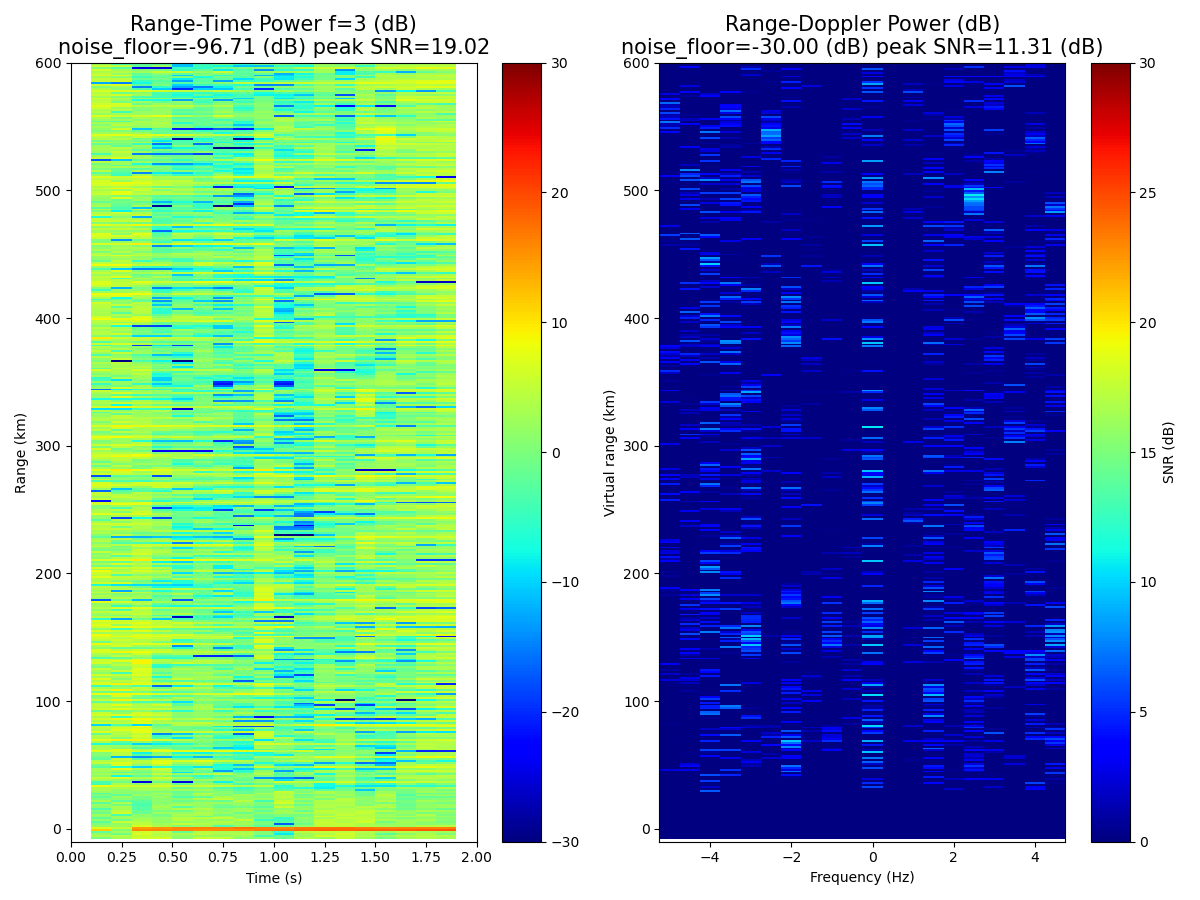 Range-Time Power f=3 (dB)
noise_floor=-96.71 (dB) peak SNR=19.02
Range-Doppler Power (dB)
noise_floor=-30.00 (dB) peak SNR=11.31 (dB)
600
500
400
300
200
100
0
Range (km)
0.00 0.25 0.50 0.75 1.00 1.25 1.50 1.75 2.00
Time (s)
30
20
10
0
−10
−20
−30
600
500
400
300
200
100
0
Virtual range (km)
−4 −2 0 2 4
Frequency (Hz)
30
25
20
15
10
5
0
SNR (dB)